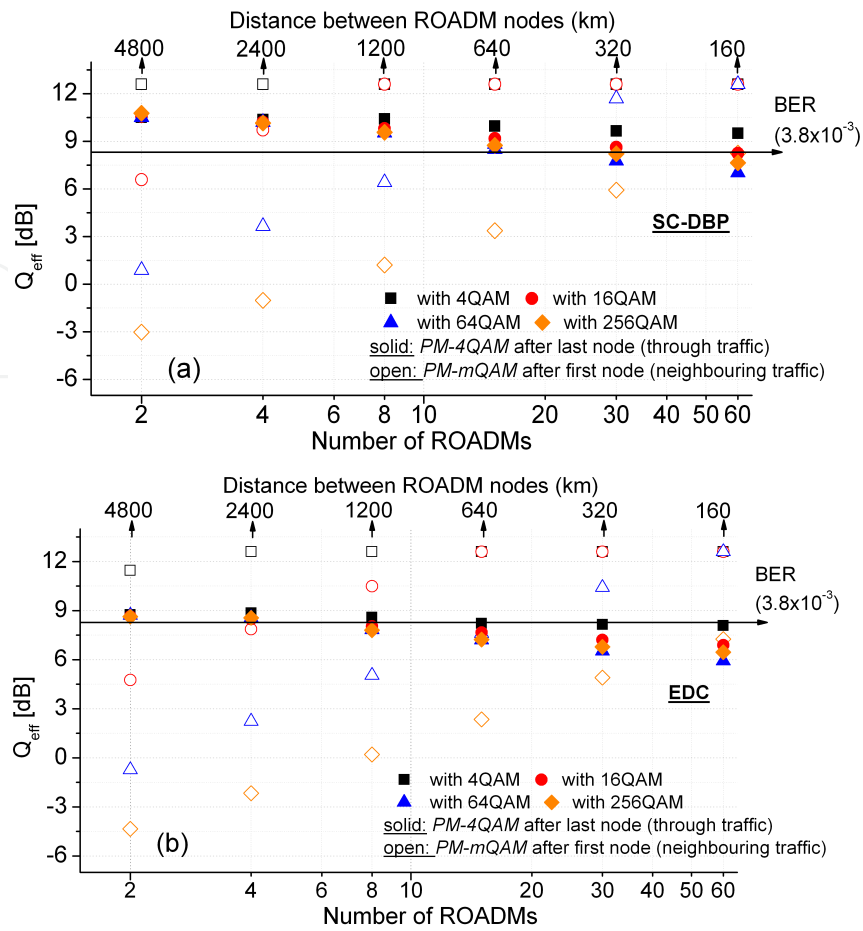 Distance between ROADM nodes (km)
4800 2400 1200 640 320 160
12
9
6
3
0
-3
-6
Qeff [dB]
BER
(3.8x10⁻³)
SC-DBP
with 4QAM with 16QAM
with 64QAM with 256QAM
solid: PM-4QAM after last node (through traffic)
open: PM-mQAM after first node (neighbouring traffic)
(a)
2 4 6 8 10 20 30 40 50 60
Number of ROADMs
Distance between ROADM nodes (km)
4800 2400 1200 640 320 160
12
9
6
3
0
-3
-6
Qeff [dB]
BER
(3.8x10⁻³)
EDC
with 4QAM with 16QAM
with 64QAM with 256QAM
solid: PM-4QAM after last node (through traffic)
open: PM-mQAM after first node (neighbouring traffic)
(b)
2 4 6 8 10 20 30 40 50 60
Number of ROADMs